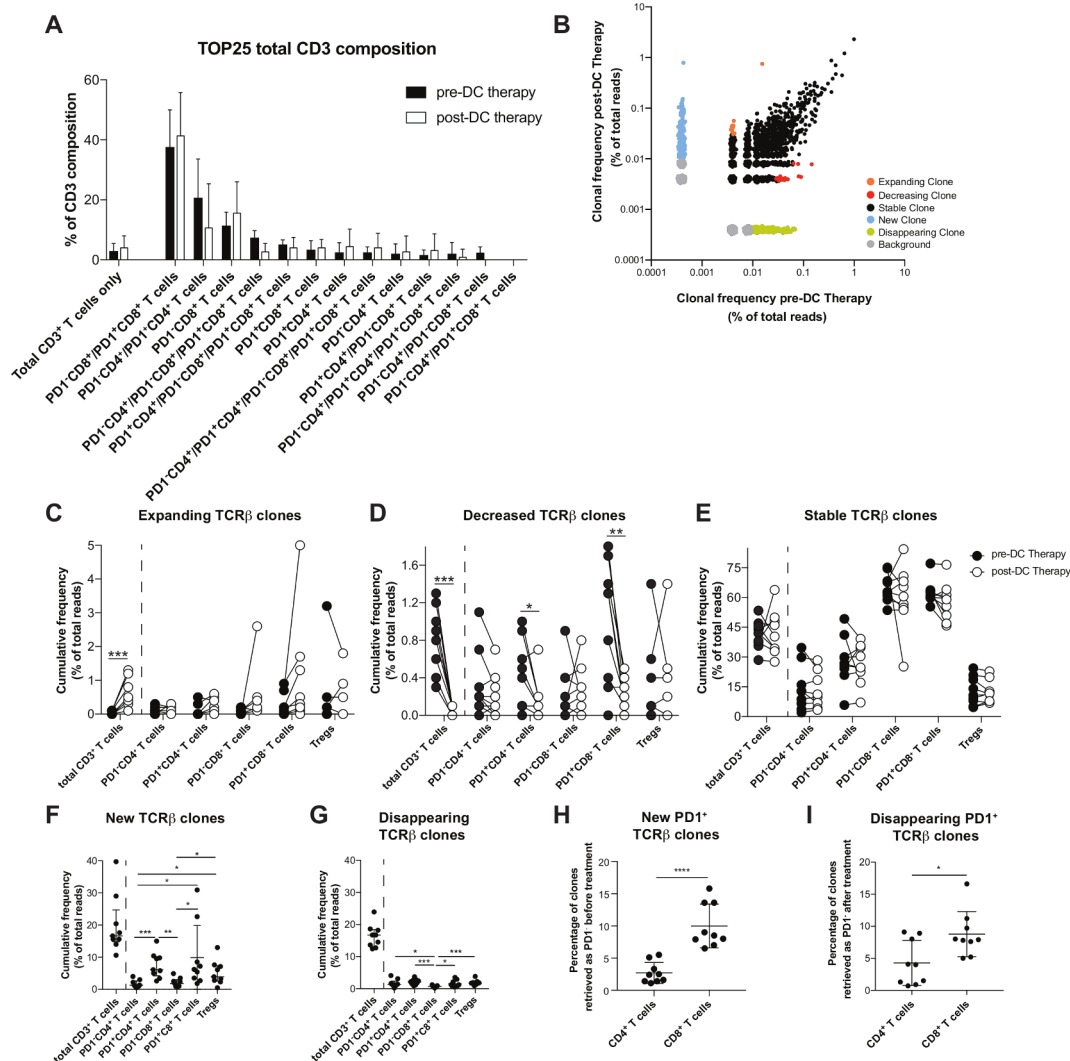 A
TOP25 total CD3 composition
% of CD3 composition
60
40
20
0
pre-DC therapy
post-DC therapy
Total CD3⁺ T cells only
PD1⁻CD8⁺/PD1⁺CD8⁺ T cells
PD1⁻CD4⁺/PD1⁺CD4⁺ T cells
PD1⁻CD8⁺ T cells
PD1⁻CD4⁺/PD1⁻CD8⁺/PD1⁺CD8⁺ T cells
PD1⁺CD4⁺/PD1⁻CD8⁺/PD1⁺CD8⁺ T cells
PD1⁺CD8⁺ T cells
PD1⁺CD4⁺ T cells
PD1⁻CD4⁺/PD1⁺CD4⁺/PD1⁻CD8⁺/PD1⁺CD8⁺ T cells
PD1⁻CD4⁺ T cells
PD1⁺CD4⁺/PD1⁻CD8⁺ T cells
PD1⁻CD4⁺/PD1⁺CD4⁺/PD1⁺CD8⁺ T cells
PD1⁻CD4⁺/PD1⁻CD8⁺ T cells
PD1⁻CD4⁺/PD1⁺CD8⁺ T cells
B
Clonal frequency post-DC Therapy
(% of total reads)
10
1
0.1
0.01
0.001
0.0001
0.0001
0.001
0.01
0.1
1
10
Clonal frequency pre-DC Therapy
(% of total reads)
Expanding Clone
Decreasing Clone
Stable Clone
New Clone
Disappearing Clone
Background
C
Expanding TCRβ clones
Cumulative frequency
(% of total reads)
5
4
3
2
1
0
***
total CD3⁺ T cells
PD1⁻CD4⁺ T cells
PD1⁺CD4⁺ T cells
PD1⁻CD8⁺ T cells
PD1⁺CD8⁺ T cells
Tregs
D
Decreased TCRβ clones
Cumulative frequency
(% of total reads)
1.6
1.2
0.8
0.4
0.0
***
*
**
total CD3⁺ T cells
PD1⁻CD4⁺ T cells
PD1⁺CD4⁺ T cells
PD1⁻CD8⁺ T cells
PD1⁺CD8⁺ T cells
Tregs
E
Stable TCRβ clones
Cumulative frequency
(% of total reads)
75
60
45
30
15
0
pre-DC Therapy
post-DC Therapy
total CD3⁺ T cells
PD1⁻CD4⁺ T cells
PD1⁺CD4⁺ T cells
PD1⁻CD8⁺ T cells
PD1⁺CD8⁺ T cells
Tregs
F
New TCRβ clones
Cumulative frequency
(% of total reads)
40
30
20
10
0
*
*
*
*
***
**
total CD3⁺ T cells
PD1⁻CD4⁺ T cells
PD1⁺CD4⁺ T cells
PD1⁻CD8⁺ T cells
PD1⁺C8⁺ T cells
Tregs
G
Disappearing
TCRβ clones
Cumulative frequency
(% of total reads)
40
30
20
10
0
*
***
***
*
total CD3⁺ T cells
PD1⁻CD4⁺ T cells
PD1⁺CD4⁺ T cells
PD1⁻CD8⁺ T cells
PD1⁺C8⁺ T cells
Tregs
H
New PD1⁺
TCRβ clones
Percentage of clones
retrieved as PD1⁻ before treatment
20
15
10
5
0
****
CD4⁺ T cells
CD8⁺ T cells
I
Disappearing PD1⁺
TCRβ clones
Percentage of clones
retrieved as PD1⁻ after treatment
20
15
10
5
0
*
CD4⁺ T cells
CD8⁺ T cells